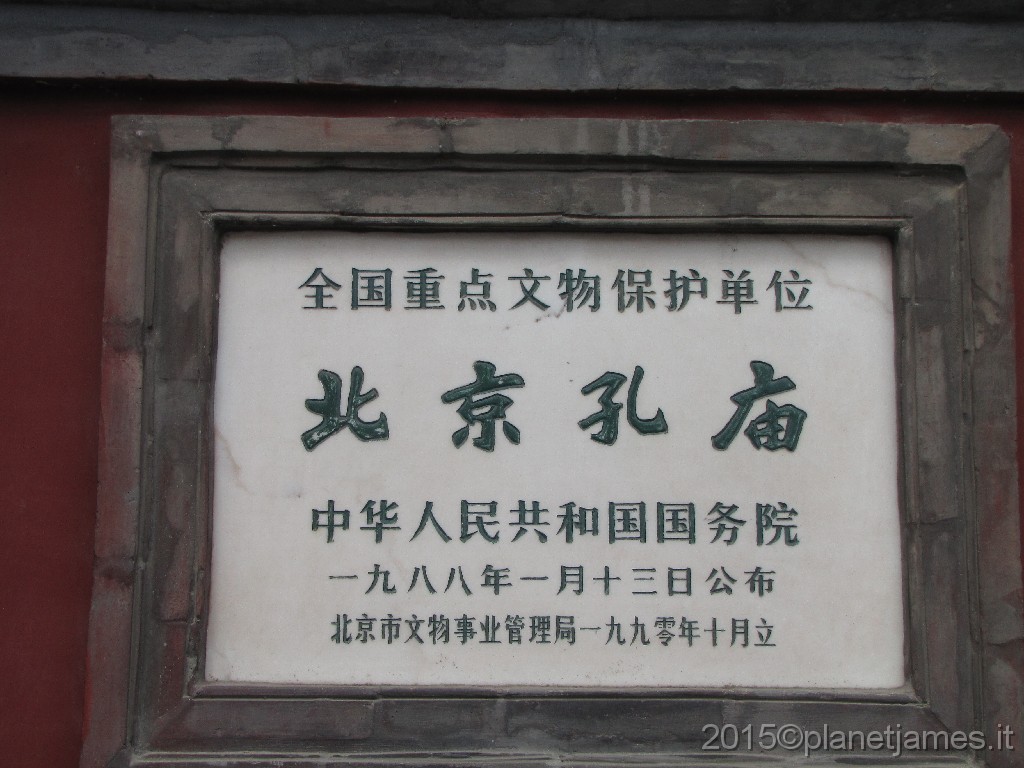 全国重点文物保护单位
北京孔庙
中华人民共和国国务院
一九八八年一月十三日公布
北京市文物事业管理局一九九零年十月立
2015©planetjames.it